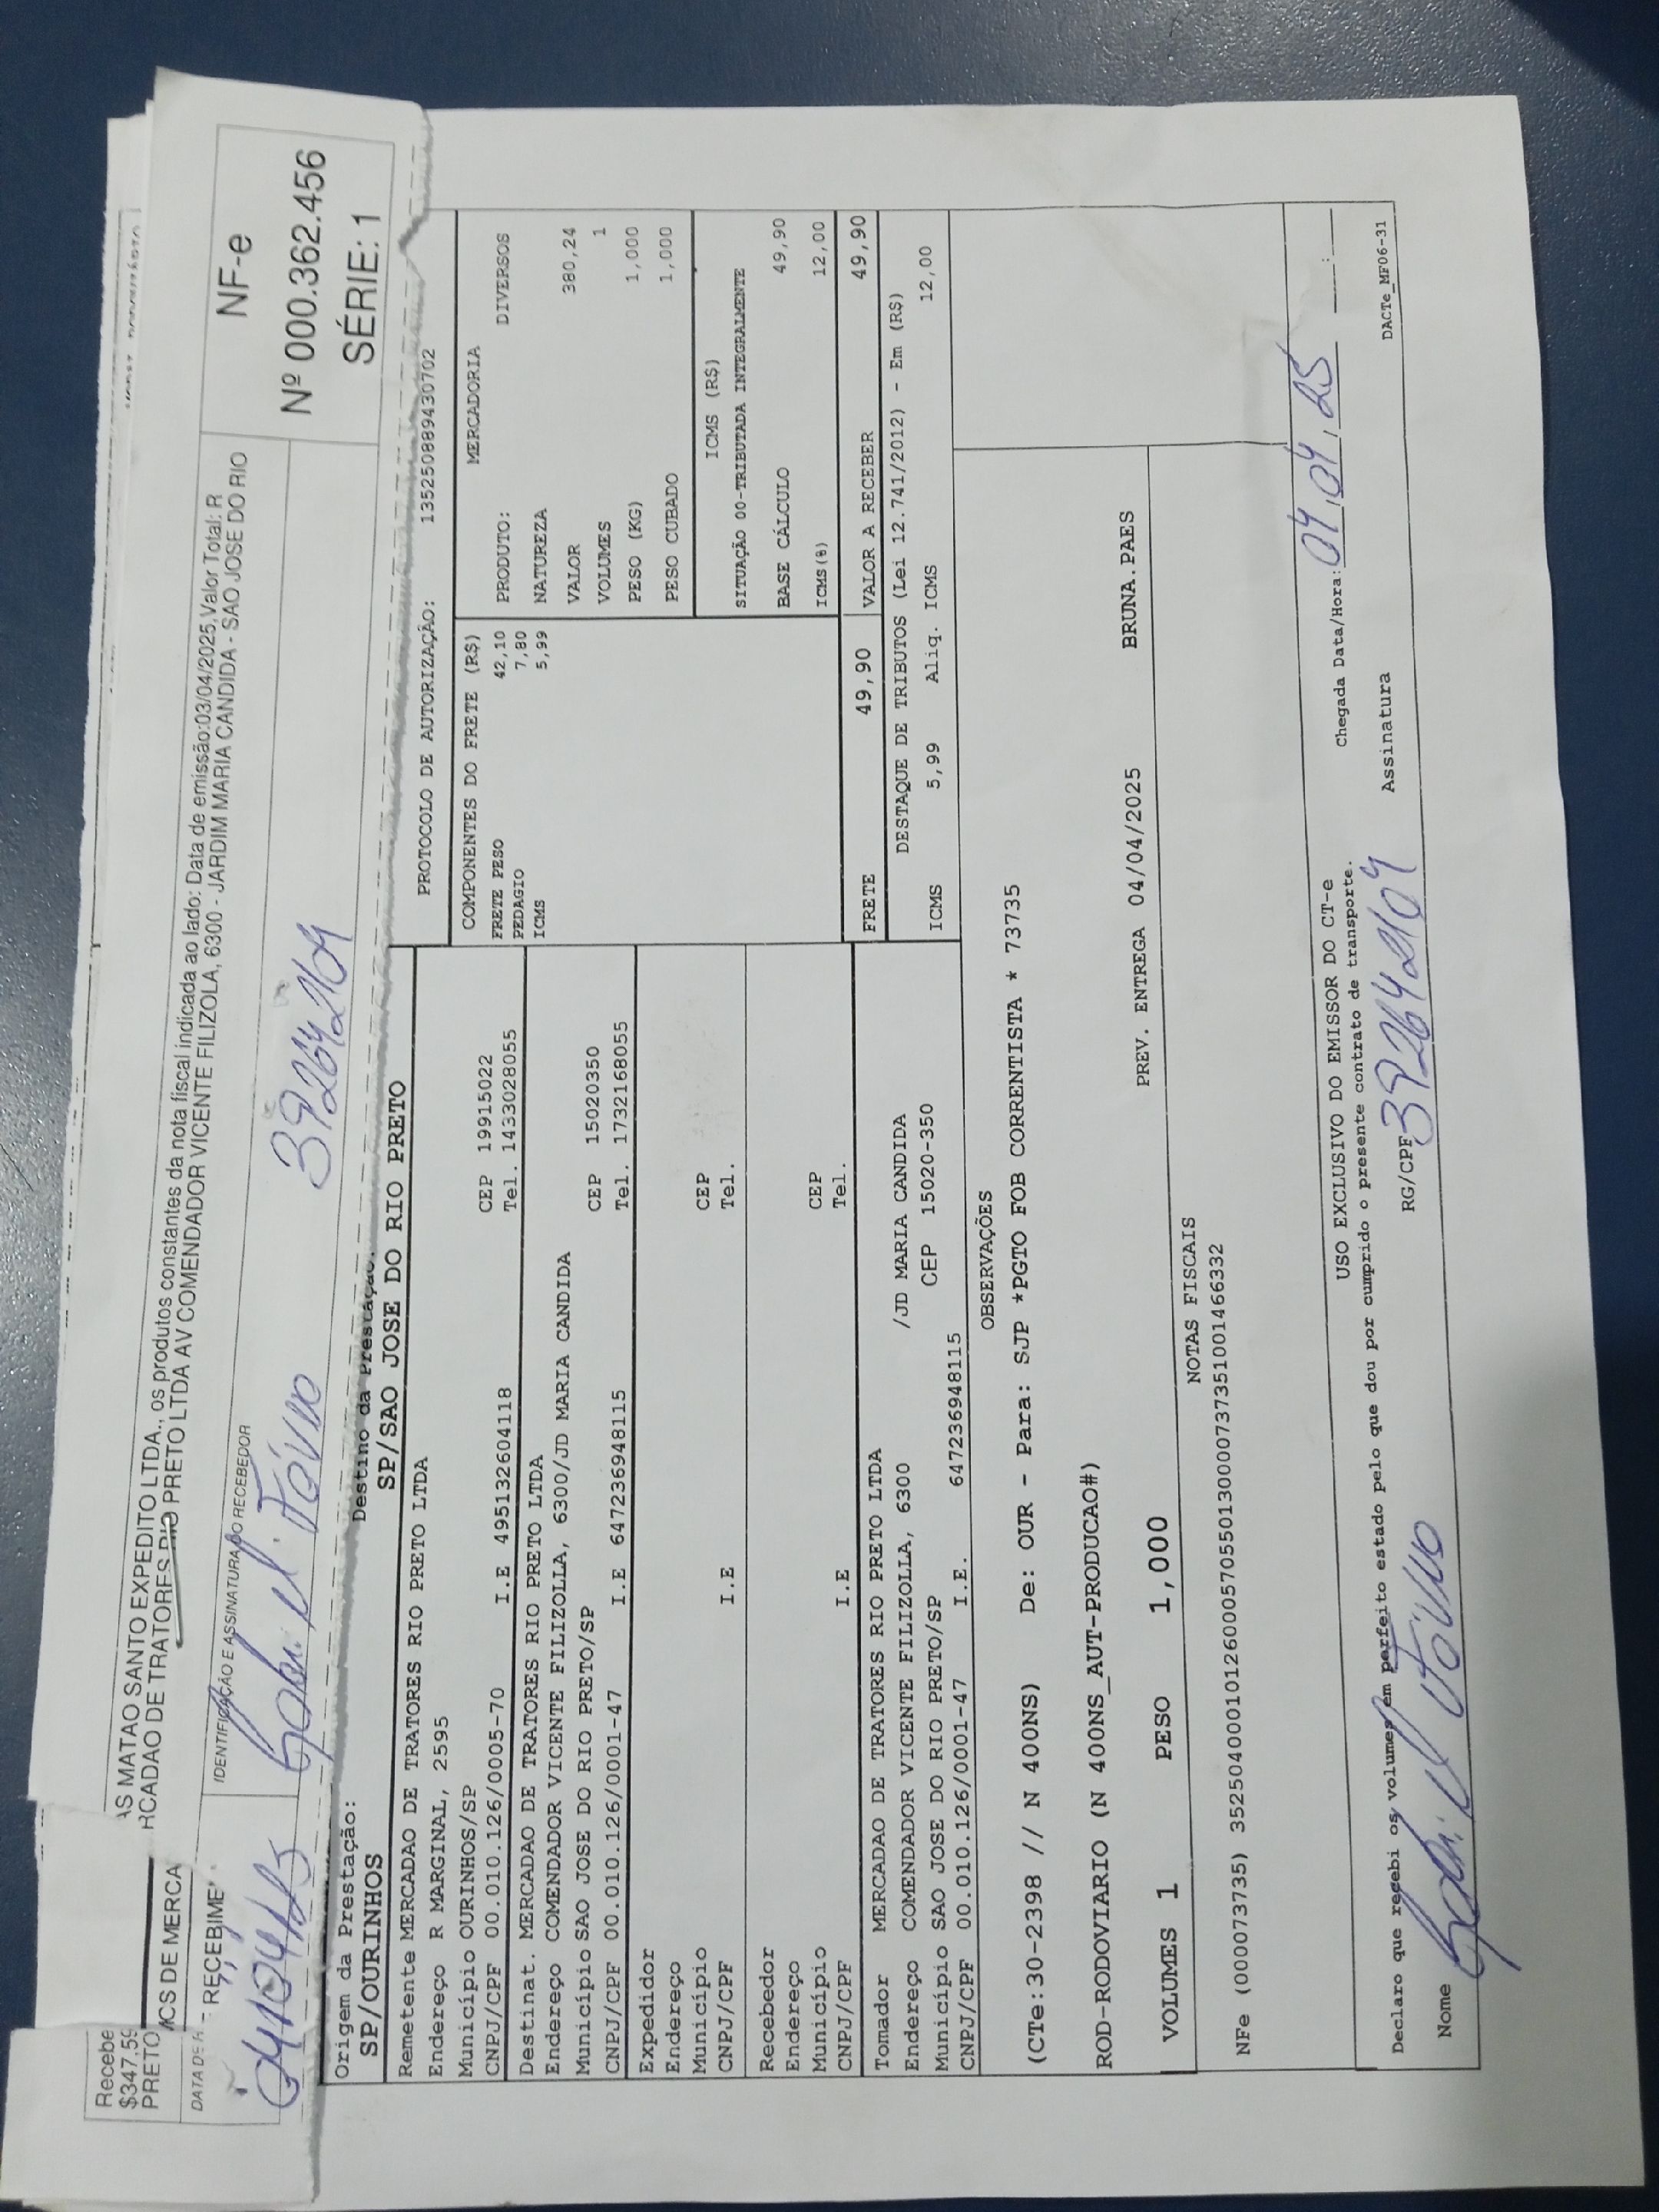 Recebe
$347,59
PRETO
AS MATAO SANTO EXPEDITO LTDA., os produtos constantes da nota fiscal indicada ao lado: Data de emissão:03/04/2025,Valor Total: R
RCADAO DE TRATORES RIO PRETO LTDA AV COMENDADOR VICENTE FILIZOLA, 6300 - JARDIM MARIA CANDIDA - SAO JOSE DO RIO
ACS DE MERCA
RECEBIME
IDENTIFICAÇÃO E ASSINATURA DO RECEBEDOR
04/04/25
392642109
NF-e
Nº 000.362.456
SÉRIE: 1
Origem da Prestação:
SP/OURINHOS
Destino da Prestação.
SP/SAO JOSE DO RIO PRETO
PROTOCOLO DE AUTORIZAÇÃO: 135250889430702
Remetente MERCADAO DE TRATORES RIO PRETO LTDA
Endereço R MARGINAL, 2595
Município OURINHOS/SP CEP 19915022
CNPJ/CPF 00.010.126/0005-70 I.E 495132604118 Tel. 1433028055
Destinat. MERCADAO DE TRATORES RIO PRETO LTDA
Endereço COMENDADOR VICENTE FILIZOLLA, 6300/JD MARIA CANDIDA
Município SAO JOSE DO RIO PRETO/SP CEP 15020350
CNPJ/CPF 00.010.126/0001-47 I.E 647236948115 Tel. 1732168055
Expedidor
Endereço
Município CEP
CNPJ/CPF I.E Tel.
Recebedor
Endereço
Município CEP
CNPJ/CPF I.E Tel.
Tomador MERCADAO DE TRATORES RIO PRETO LTDA
Endereço COMENDADOR VICENTE FILIZOLLA, 6300 /JD MARIA CANDIDA
Município SAO JOSE DO RIO PRETO/SP CEP 15020-350
CNPJ/CPF 00.010.126/0001-47 I.E. 647236948115
COMPONENTES DO FRETE (R$)
FRETE PESO 42,10
PEDAGIO 7,80
ICMS 5,99
MERCADORIA
PRODUTO: DIVERSOS
NATUREZA
VALOR 380,24
VOLUMES 1
PESO (KG) 1,000
PESO CUBADO 1,000
ICMS (R$)
SITUAÇÃO 00-TRIBUTADA INTEGRALMENTE
BASE CÁLCULO 49,90
ICMS(%) 12,00
FRETE 49,90 VALOR A RECEBER 49,90
DESTAQUE DE TRIBUTOS (Lei 12.741/2012) - Em (R$)
ICMS 5,99 Aliq. ICMS 12,00
OBSERVAÇÕES
(CTe:30-2398 // N 400NS) De: OUR - Para: SJP *PGTO FOB CORRENTISTA * 73735
ROD-RODOVIARIO (N 400NS_AUT-PRODUCAO#)
PREV. ENTREGA 04/04/2025 BRUNA.PAES
VOLUMES 1 PESO 1,000
NOTAS FISCAIS
NFe (000073735) 35250400010126000570550130000737351001466332
USO EXCLUSIVO DO EMISSOR DO CT-e
Chegada Data/Hora: 04/04/25
Declaro que recebi os volumes em perfeito estado pelo que dou por cumprido o presente contrato de transporte.
Nome
RG/CPF 392642109
Assinatura
DACTe_MF06-31